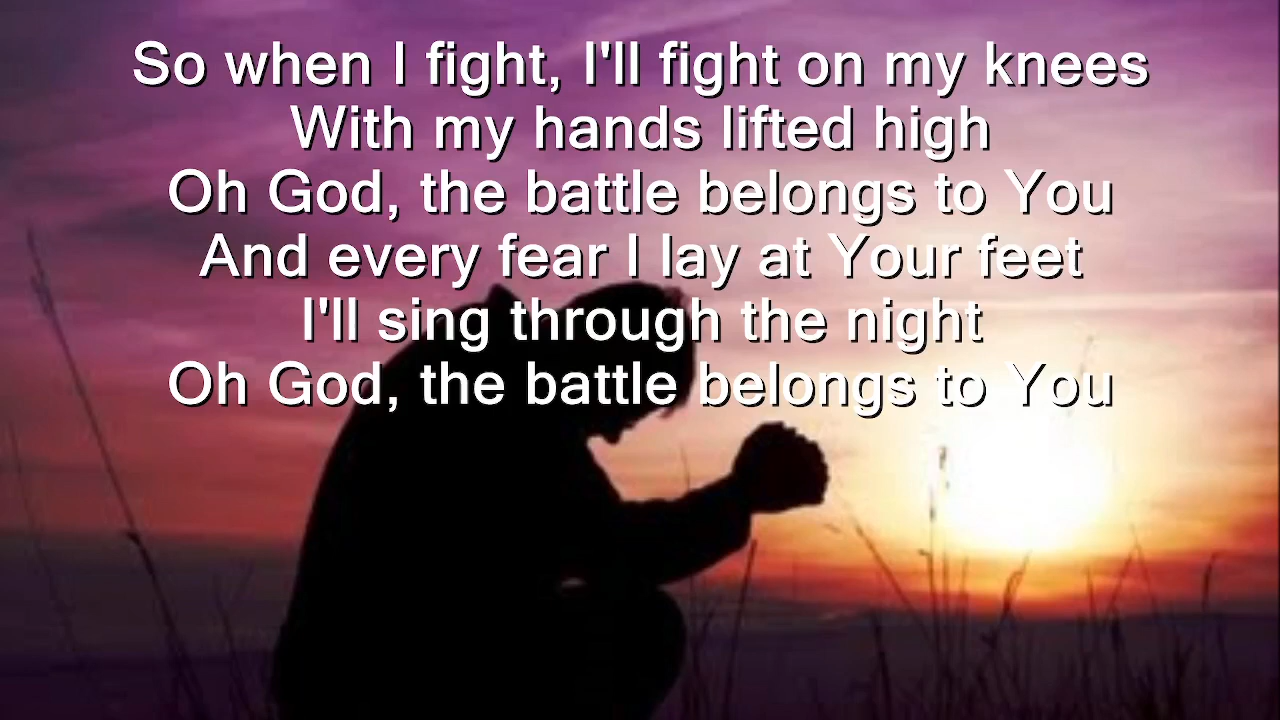 So when I fight, I'll fight on my knees
With my hands lifted high
Oh God, the battle belongs to You
And every fear I lay at Your feet
I'll sing through the night
Oh God, the battle belongs to You